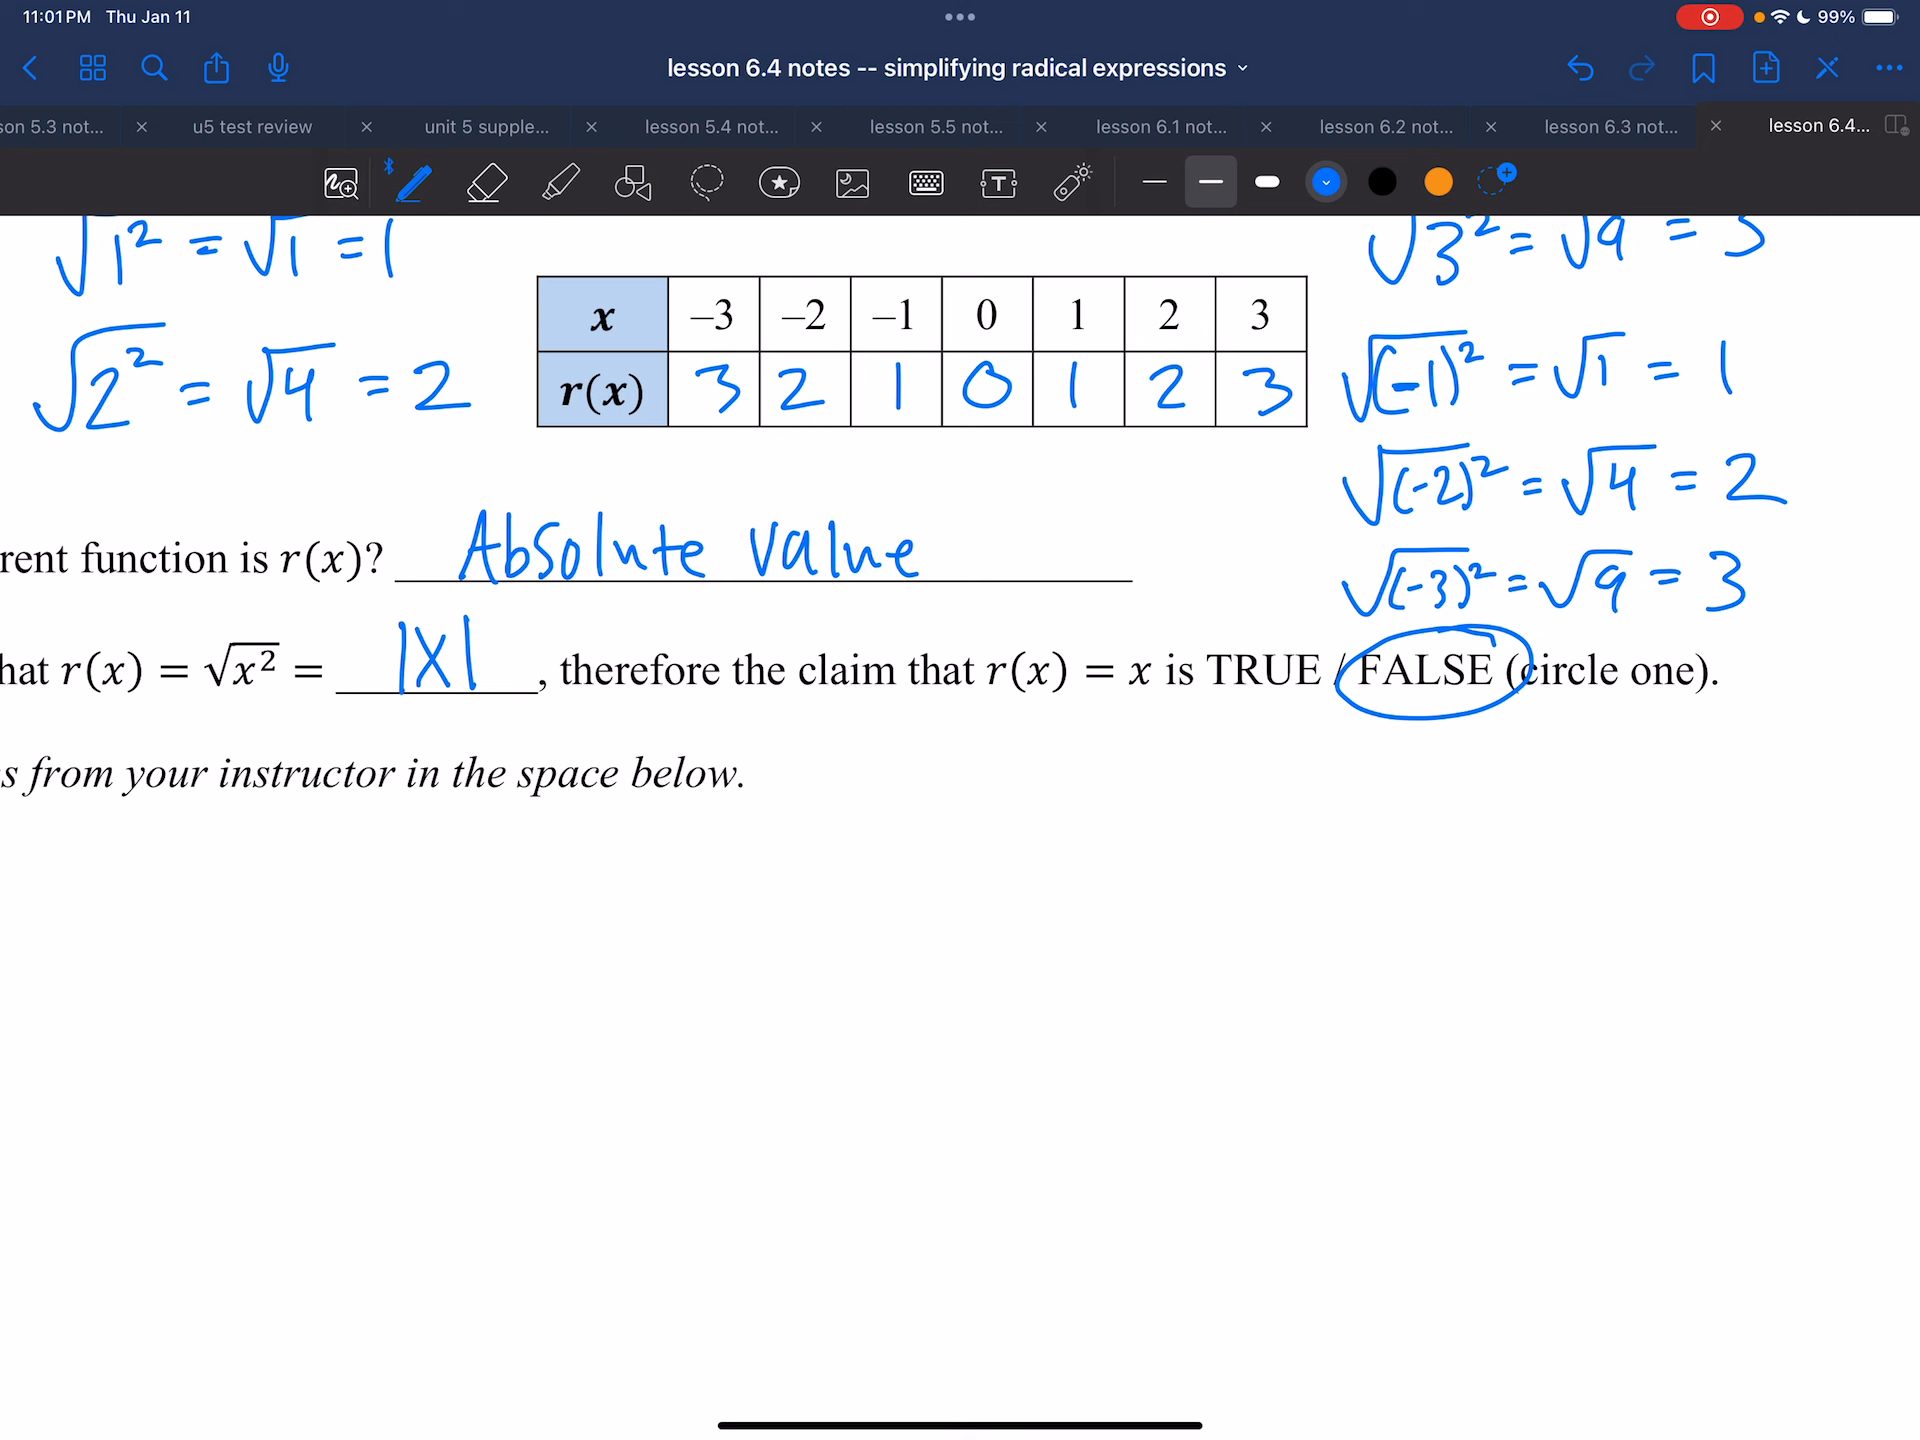 11:01 PM Thu Jan 11
99%
lesson 6.4 notes -- simplifying radical expressions
son 5.3 not...
u5 test review
unit 5 supple...
lesson 5.4 not...
lesson 5.5 not...
lesson 6.1 not...
lesson 6.2 not...
lesson 6.3 not...
lesson 6.4...
√1² = √1 = 1
√3² = √9 = 3
x –3 –2 –1 0 1 2 3
√2² = √4 = 2
r(x) 3 2 1 0 1 2 3
√(-1)² = √1 = 1
√(-2)² = √4 = 2
rent function is r(x)? Absolute value
√(-3)² = √9 = 3
hat r(x) = √x² = |x|, therefore the claim that r(x) = x is TRUE / FALSE (circle one).
s from your instructor in the space below.